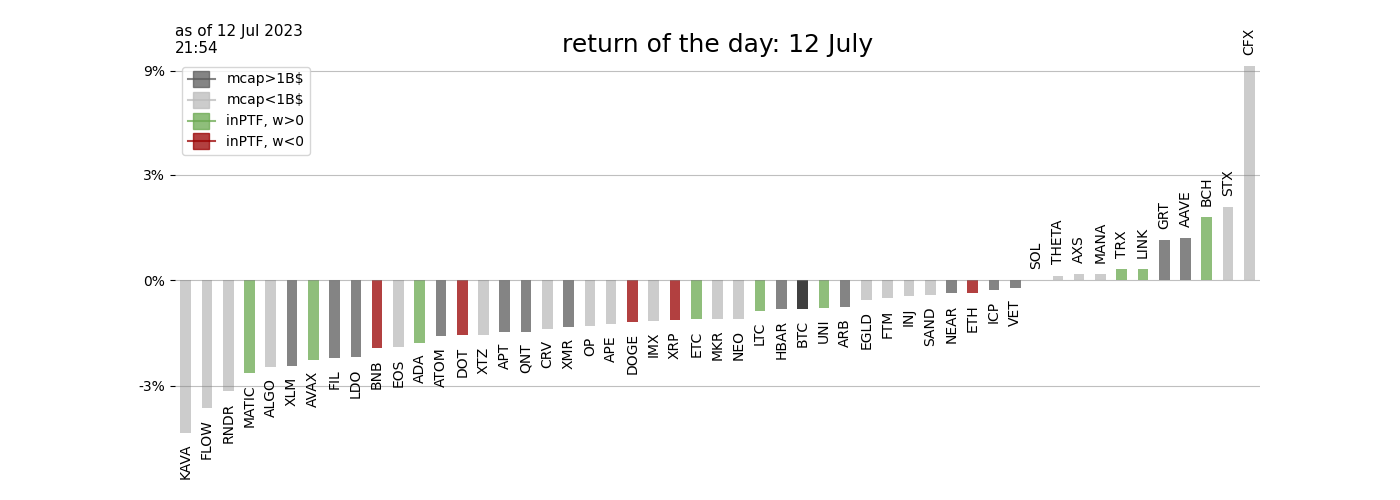 as of 12 Jul 2023
21:54
return of the day: 12 July
mcap>1B$
mcap<1B$
inPTF, w>0
inPTF, w<0
9%
3%
0%
-3%
KAVA
FLOW
RNDR
MATIC
ALGO
XLM
AVAX
FIL
LDO
BNB
EOS
ADA
ATOM
DOT
XTZ
APT
QNT
CRV
XMR
OP
APE
DOGE
IMX
XRP
ETC
MKR
NEO
LTC
HBAR
BTC
UNI
ARB
EGLD
FTM
INJ
SAND
NEAR
ETH
ICP
VET
SOL
THETA
AXS
MANA
TRX
LINK
GRT
AAVE
BCH
STX
CFX